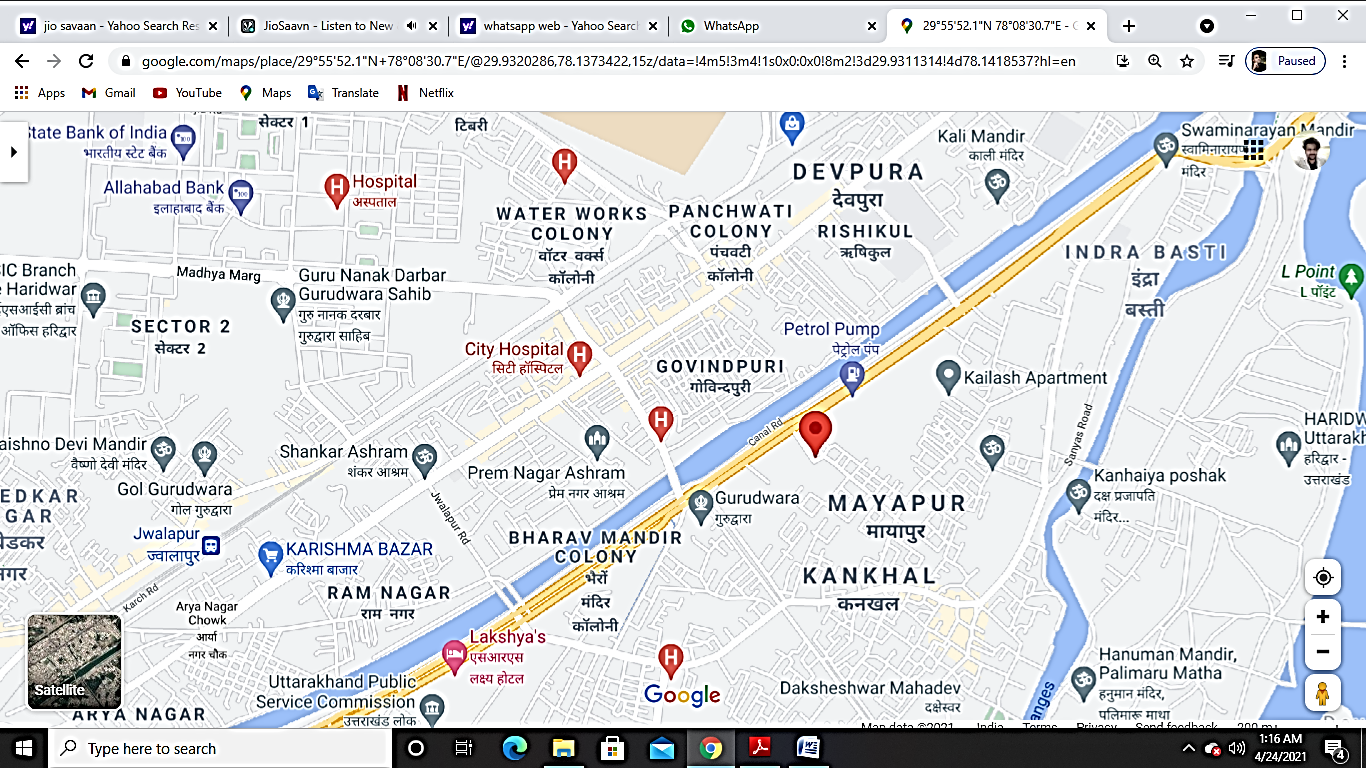 jio savaan - Yahoo Search Res
JioSaavn - Listen to New
whatsapp web - Yahoo Search
WhatsApp
29°55'52.1"N 78°08'30.7"E -
google.com/maps/place/29°55'52.1"N+78°08'30.7"E/@29.9320286,78.1373422,15z/data=!4m5!3m4!1s0x0:0x0!8m2!3d29.9311314!4d78.1418537?hl=en
Paused
Apps
Gmail
YouTube
Maps
Translate
Netflix
State Bank of India
भारतीय स्टेट बैंक
सेक्टर 1
टिबरी
Kali Mandir
काली मंदिर
Swaminarayan Mandir
स्वामिनारायण
मंदिर
Allahabad Bank
इलाहाबाद बैंक
Hospital
अस्पताल
DEVPURA
देवपुरा
WATER WORKS
COLONY
वॉटर वर्क्स
कॉलोनी
PANCHWATI
COLONY
पंचवटी
कॉलोनी
RISHIKUL
ऋषिकुल
INDRA BASTI
इंद्रा
बस्ती
L Point
L पॉइंट
Madhya Marg
IC Branch
Haridwar
एसआईसी ब्रांच
ऑफिस हरिद्वार
Guru Nanak Darbar
Gurudwara Sahib
गुरु नानक दरबार
गुरुद्वारा साहिब
SECTOR 2
सेक्टर 2
Petrol Pump
पेट्रोल पंप
City Hospital
सिटी हॉस्पिटल
GOVINDPURI
गोविन्दपुरी
Kailash Apartment
Canal Rd
Sanyas Road
HARIDW
Uttarakh
हरिद्वार -
उत्तराखंड
aishno Devi Mandir
वैष्णो देवी मंदिर
Gol Gurudwara
गोल गुरुद्वारा
Shankar Ashram
शंकर आश्रम
Prem Nagar Ashram
प्रेम नगर आश्रम
Kanhaiya poshak
दक्ष प्रजापति
मंदिर...
EDKAR
GAR
बेडकर
नगर
Jwalapur Rd
Gurudwara
गुरुद्वारा
MAYAPUR
मायापुर
Jwalapur
ज्वालापुर
KARISHMA BAZAR
करिश्मा बाजार
BHARAV MANDIR
COLONY
भैरों
मंदिर
कॉलोनी
KANKHAL
कनखल
Karch Rd
RAM NAGAR
राम नगर
Arya Nagar
Chowk
आर्या
नगर चौक
Lakshya's
एसआरएस
लक्ष्य होटल
Hanuman Mandir,
Palimaru Matha
हनुमान मंदिर,
पलिमारू माथा
Satellite
Uttarakhand Public
Service Commission
उत्तराखंड लोक
Google
Daksheshwar Mahadev
दक्षेस्वर
anges
ARYA NAGAR
Map data ©2021
India
Terms
Privacy
Send feedback
200 m
Type here to search
1:16 AM
4/24/2021
4